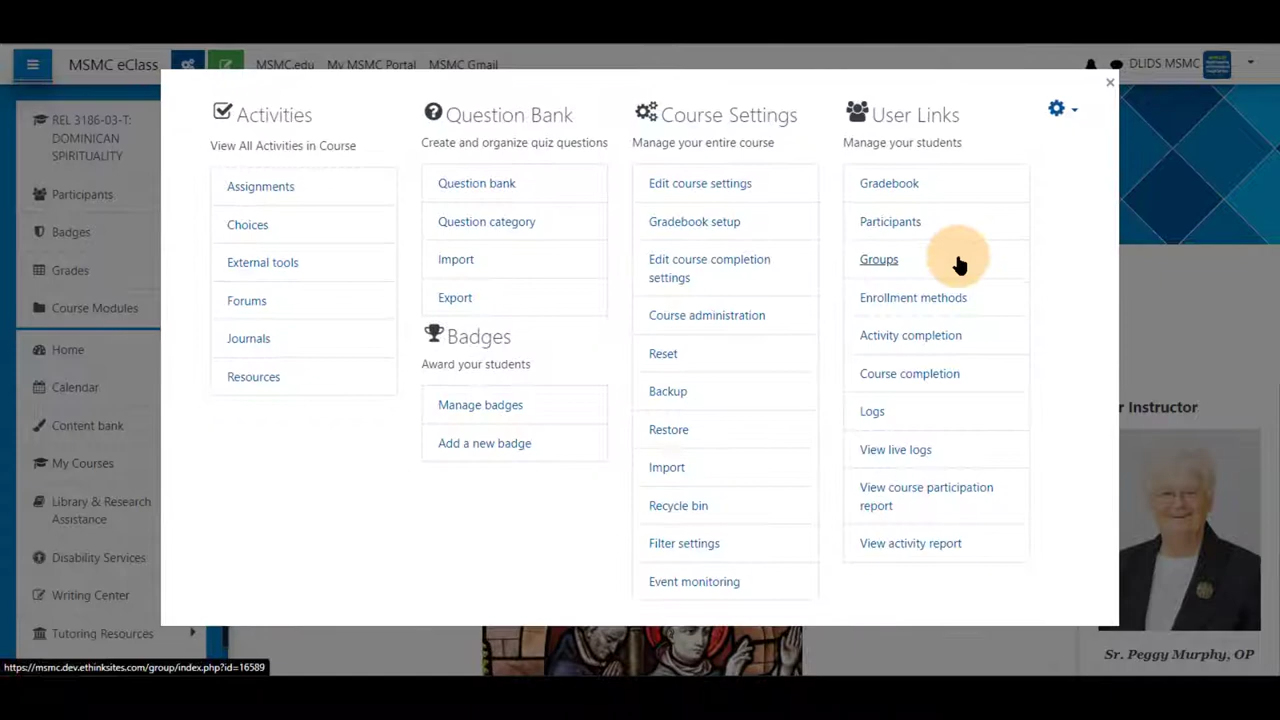 MSMC eClass
MSMC.edu
My MSMC Portal
MSMC Gmail
DLIDS MSMC
REL 3186-03-T:
DOMINICAN
SPIRITUALITY
Participants
Badges
Grades
Course Modules
Home
Calendar
Content bank
My Courses
Library & Research
Assistance
Disability Services
Writing Center
Tutoring Resources
Activities
View All Activities in Course
Assignments
Choices
External tools
Forums
Journals
Resources
Question Bank
Create and organize quiz questions
Question bank
Question category
Import
Export
Badges
Award your students
Manage badges
Add a new badge
Course Settings
Manage your entire course
Edit course settings
Gradebook setup
Edit course completion
settings
Course administration
Reset
Backup
Restore
Import
Recycle bin
Filter settings
Event monitoring
User Links
Manage your students
Gradebook
Participants
Groups
Enrollment methods
Activity completion
Course completion
Logs
View live logs
View course participation
report
View activity report
r Instructor
Sr. Peggy Murphy, OP
https://msmc.dev.ethinksites.com/group/index.php?id=16589